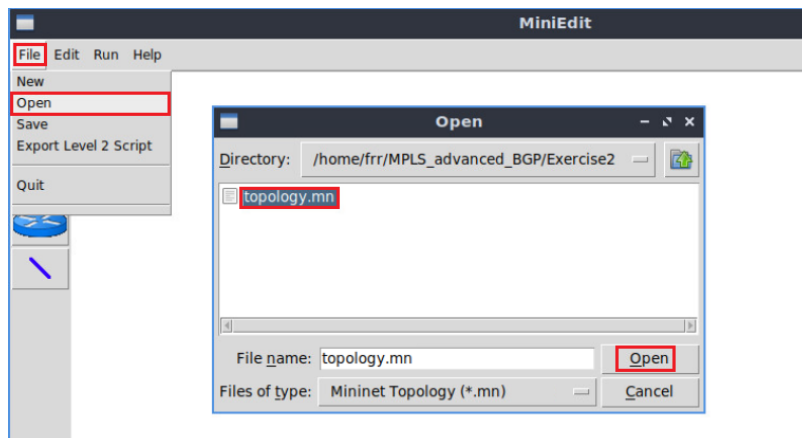 MiniEdit
File Edit Run Help
New
Open
Save
Export Level 2 Script
Quit
Open
Directory: /home/frr/MPLS_advanced_BGP/Exercise2
topology.mn
File name: topology.mn Open
Files of type: Mininet Topology (*.mn) Cancel